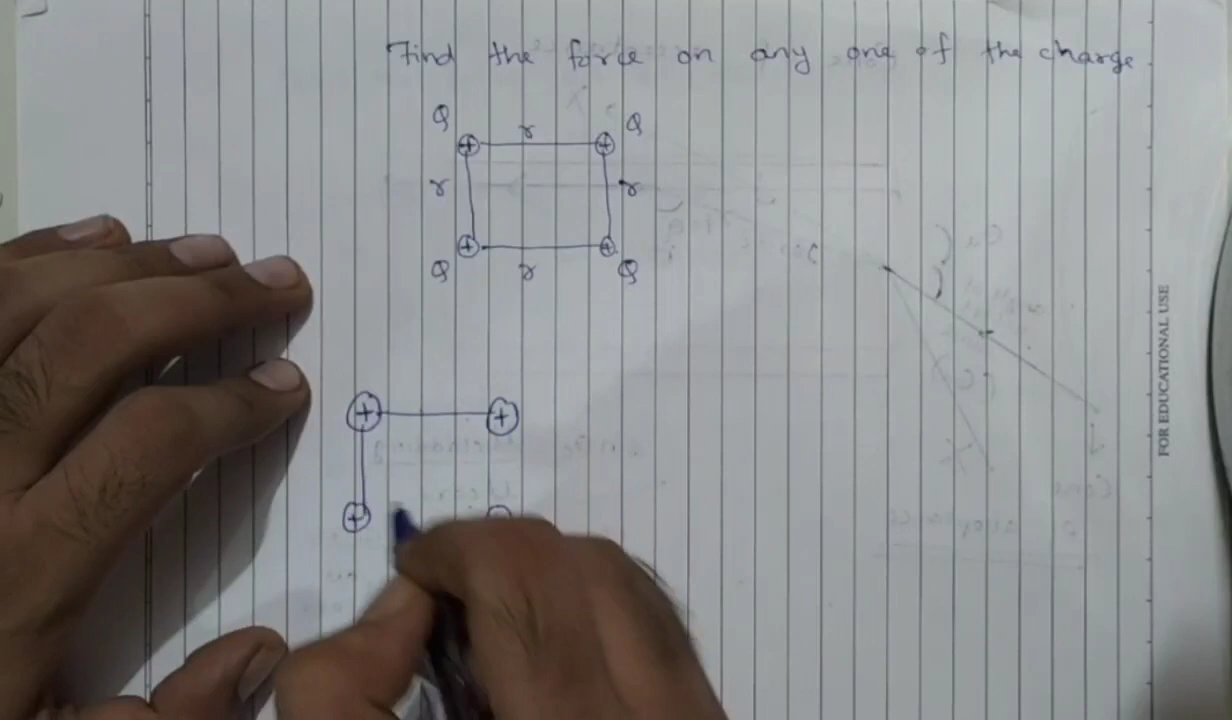 Find the force on any one of the charge
Q r Q
+ +
r r
+ +
Q r Q
+ +
+
FOR EDUCATIONAL USE